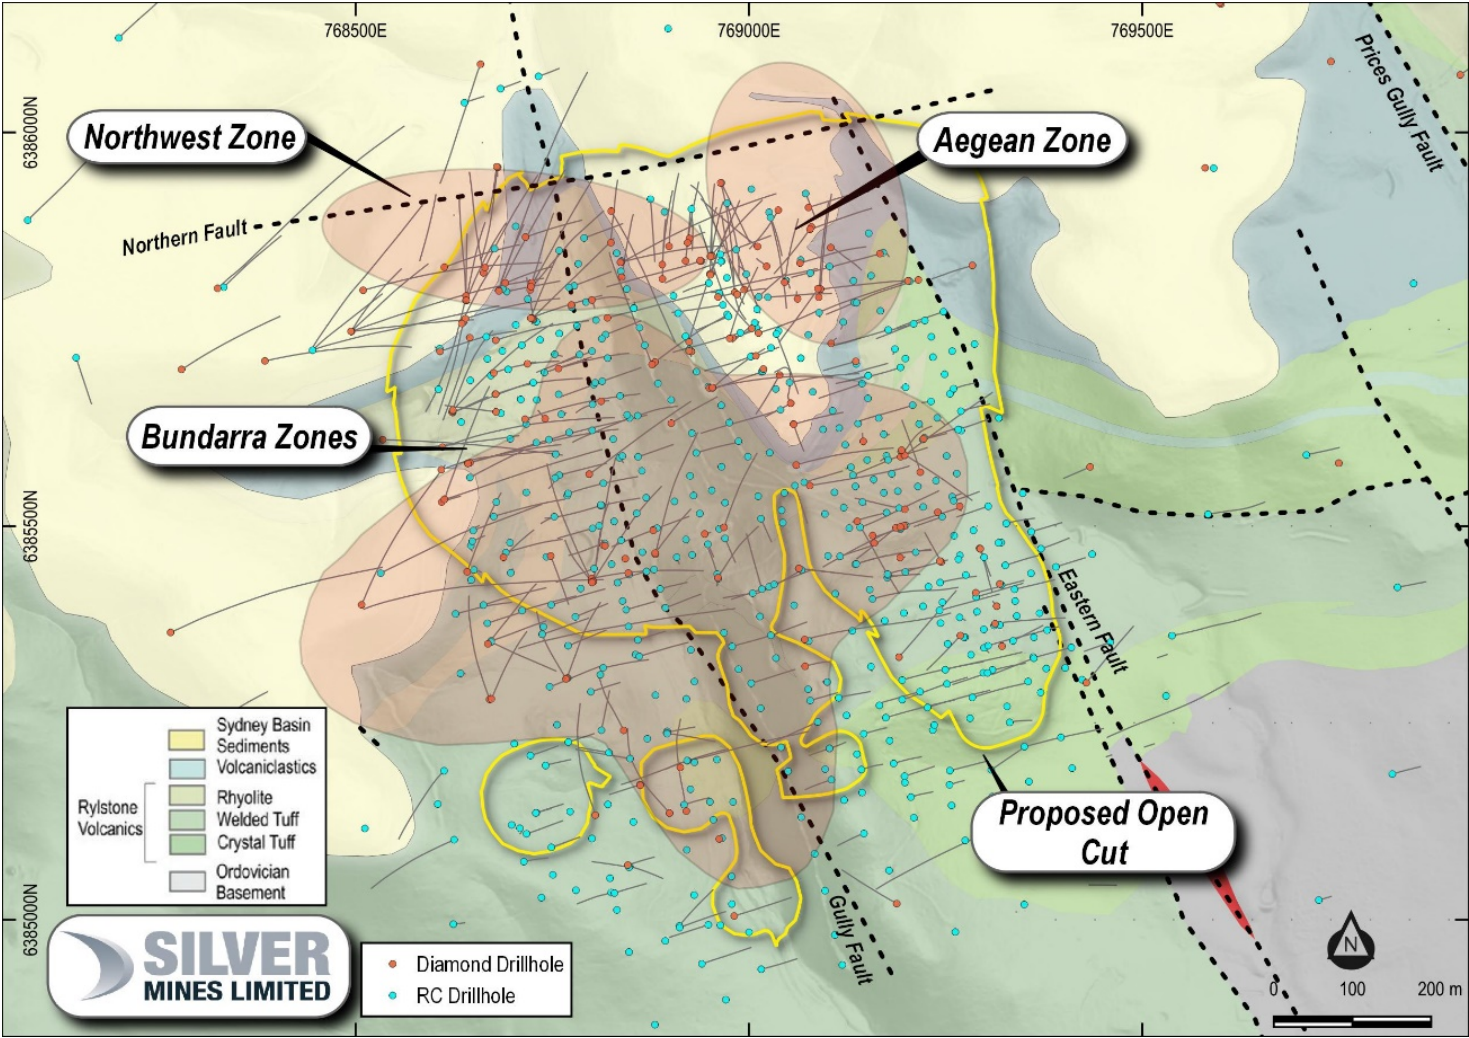 768500E
769000E
769500E
6386000N
6385500N
6385000N
Prices Gully Fault
Northwest Zone
Aegean Zone
Northern Fault
Bundarra Zones
Eastern Fault
Proposed Open
Cut
Gully Fault
Sydney Basin
Sediments
Volcaniclastics
Rylstone
Volcanics
Rhyolite
Welded Tuff
Crystal Tuff
Ordovician
Basement
SILVER
MINES LIMITED
Diamond Drillhole
RC Drillhole
N
0 100 200 m